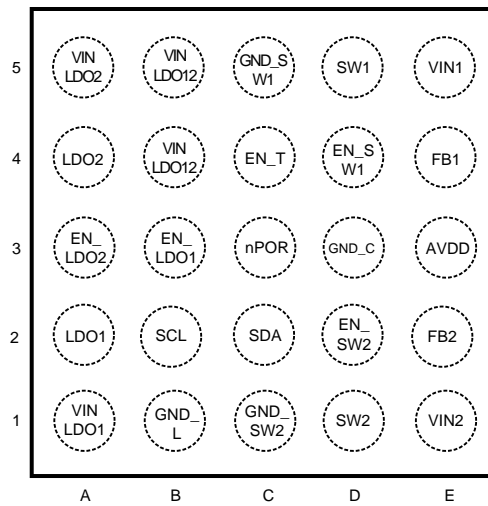 5
VIN
LDO2
VIN
LDO12
GND_S
W1
SW1
VIN1
4
LDO2
VIN
LDO12
EN_T
EN_S
W1
FB1
3
EN_
LDO2
EN_
LDO1
nPOR
GND_C
AVDD
2
LDO1
SCL
SDA
EN_
SW2
FB2
1
VIN
LDO1
GND_
L
GND_
SW2
SW2
VIN2
A
B
C
D
E